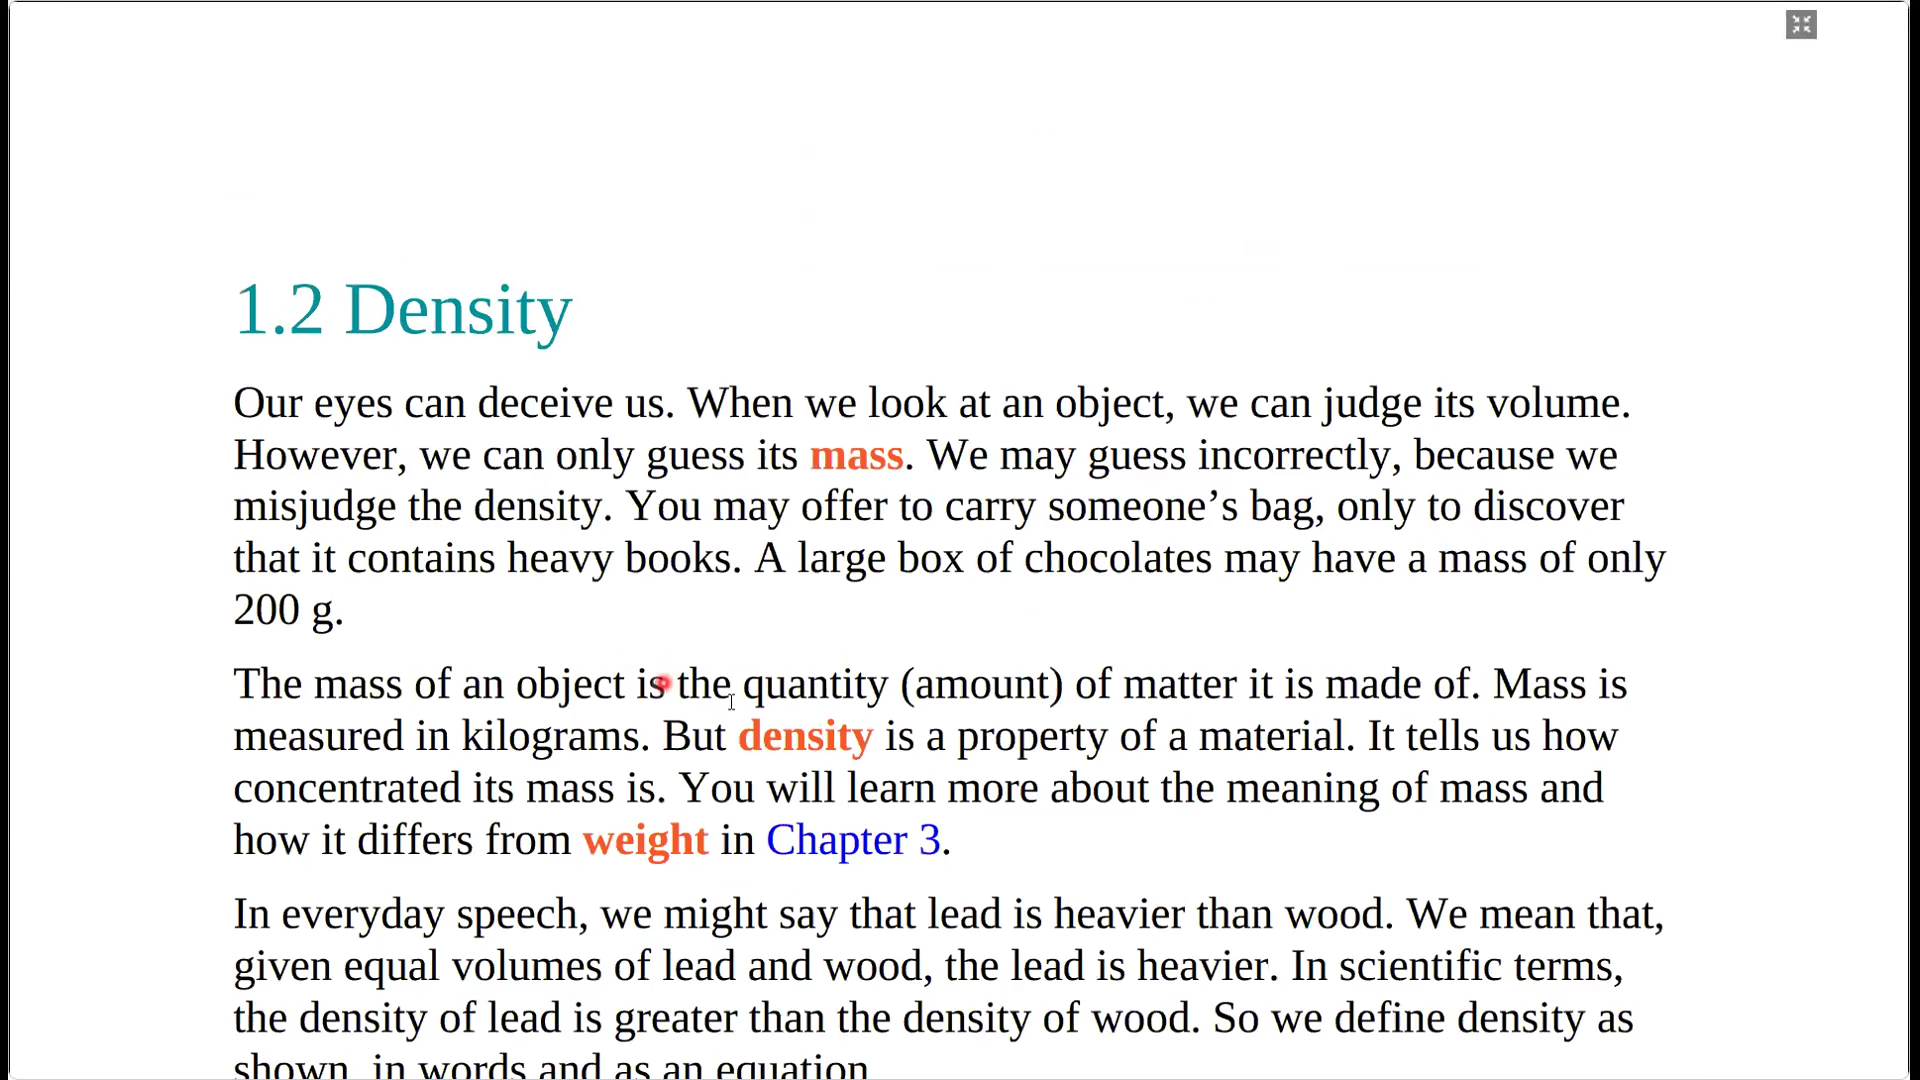 1.2 Density
Our eyes can deceive us. When we look at an object, we can judge its volume.
However, we can only guess its mass. We may guess incorrectly, because we
misjudge the density. You may offer to carry someone’s bag, only to discover
that it contains heavy books. A large box of chocolates may have a mass of only
200 g.
The mass of an object is the quantity (amount) of matter it is made of. Mass is
measured in kilograms. But density is a property of a material. It tells us how
concentrated its mass is. You will learn more about the meaning of mass and
how it differs from weight in Chapter 3.
In everyday speech, we might say that lead is heavier than wood. We mean that,
given equal volumes of lead and wood, the lead is heavier. In scientific terms,
the density of lead is greater than the density of wood. So we define density as
shown, in words and as an equation